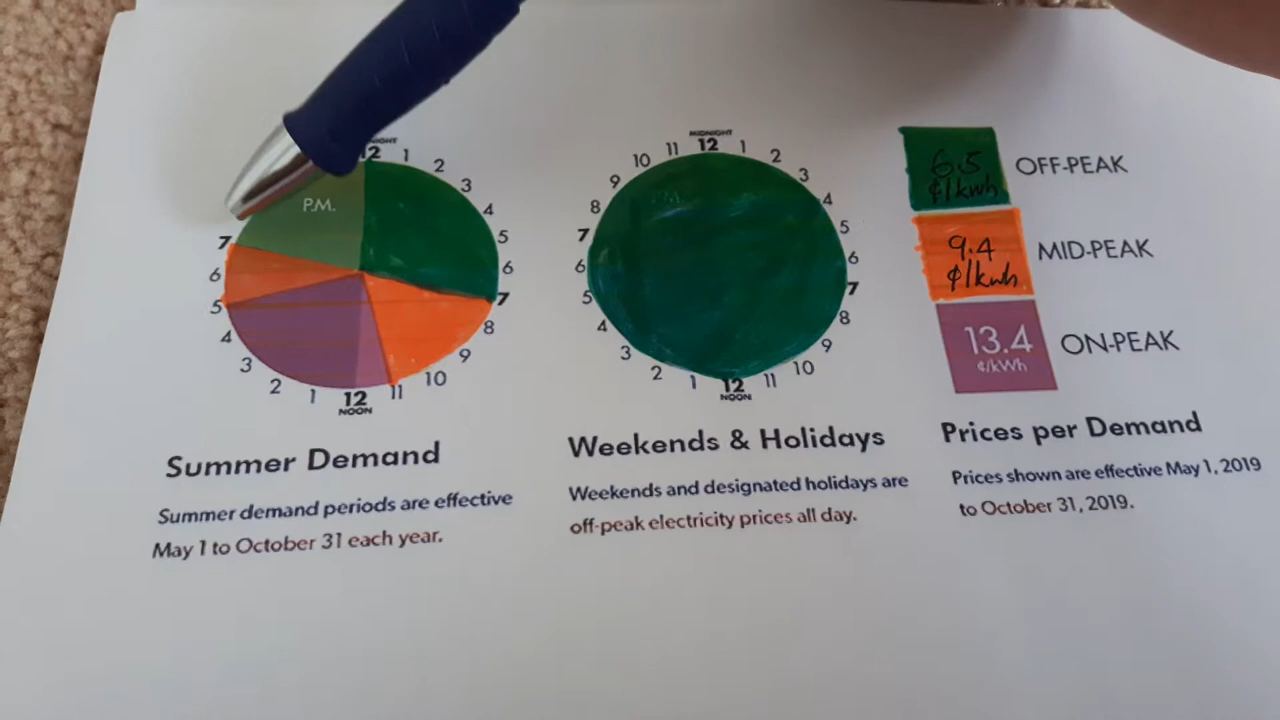 MIDNIGHT
12 1 2 3 4 5 6 7 8 9 10 11
12
NOON
1 2 3 4 5 6 7
P.M.
Summer Demand
Summer demand periods are effective
May 1 to October 31 each year.
MIDNIGHT
12 1 2 3 4 5 6 7 8 9 10 11
12
NOON
1 2 3 4 5 6 7 8 9 10 11
P.M.
Weekends & Holidays
Weekends and designated holidays are
off-peak electricity prices all day.
6.5
¢/kwh
OFF-PEAK
9.4
¢/kwh
MID-PEAK
13.4
¢/kWh
ON-PEAK
Prices per Demand
Prices shown are effective May 1, 2019
to October 31, 2019.